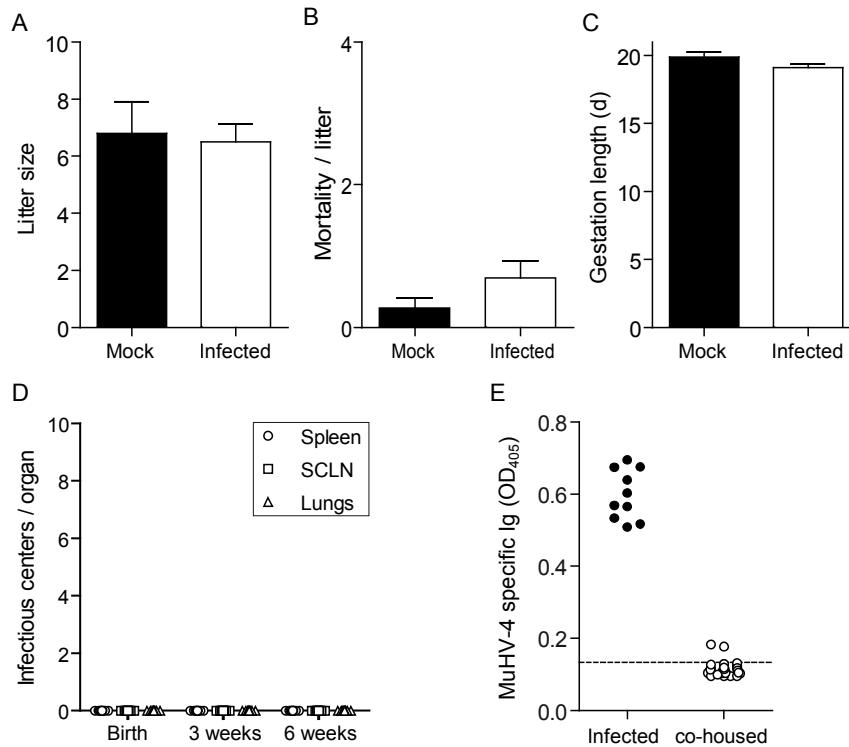 A
Litter size
10
8
6
4
2
0
Mock Infected
B
Mortality / litter
4
2
0
Mock Infected
C
Gestation length (d)
20
15
10
5
0
Mock Infected
D
Infectious centers / organ
10
8
6
4
2
0
Spleen
SCLN
Lungs
Birth 3 weeks 6 weeks
E
MuHV-4 specific Ig (OD405)
0.8
0.6
0.4
0.2
0.0
Infected co-housed